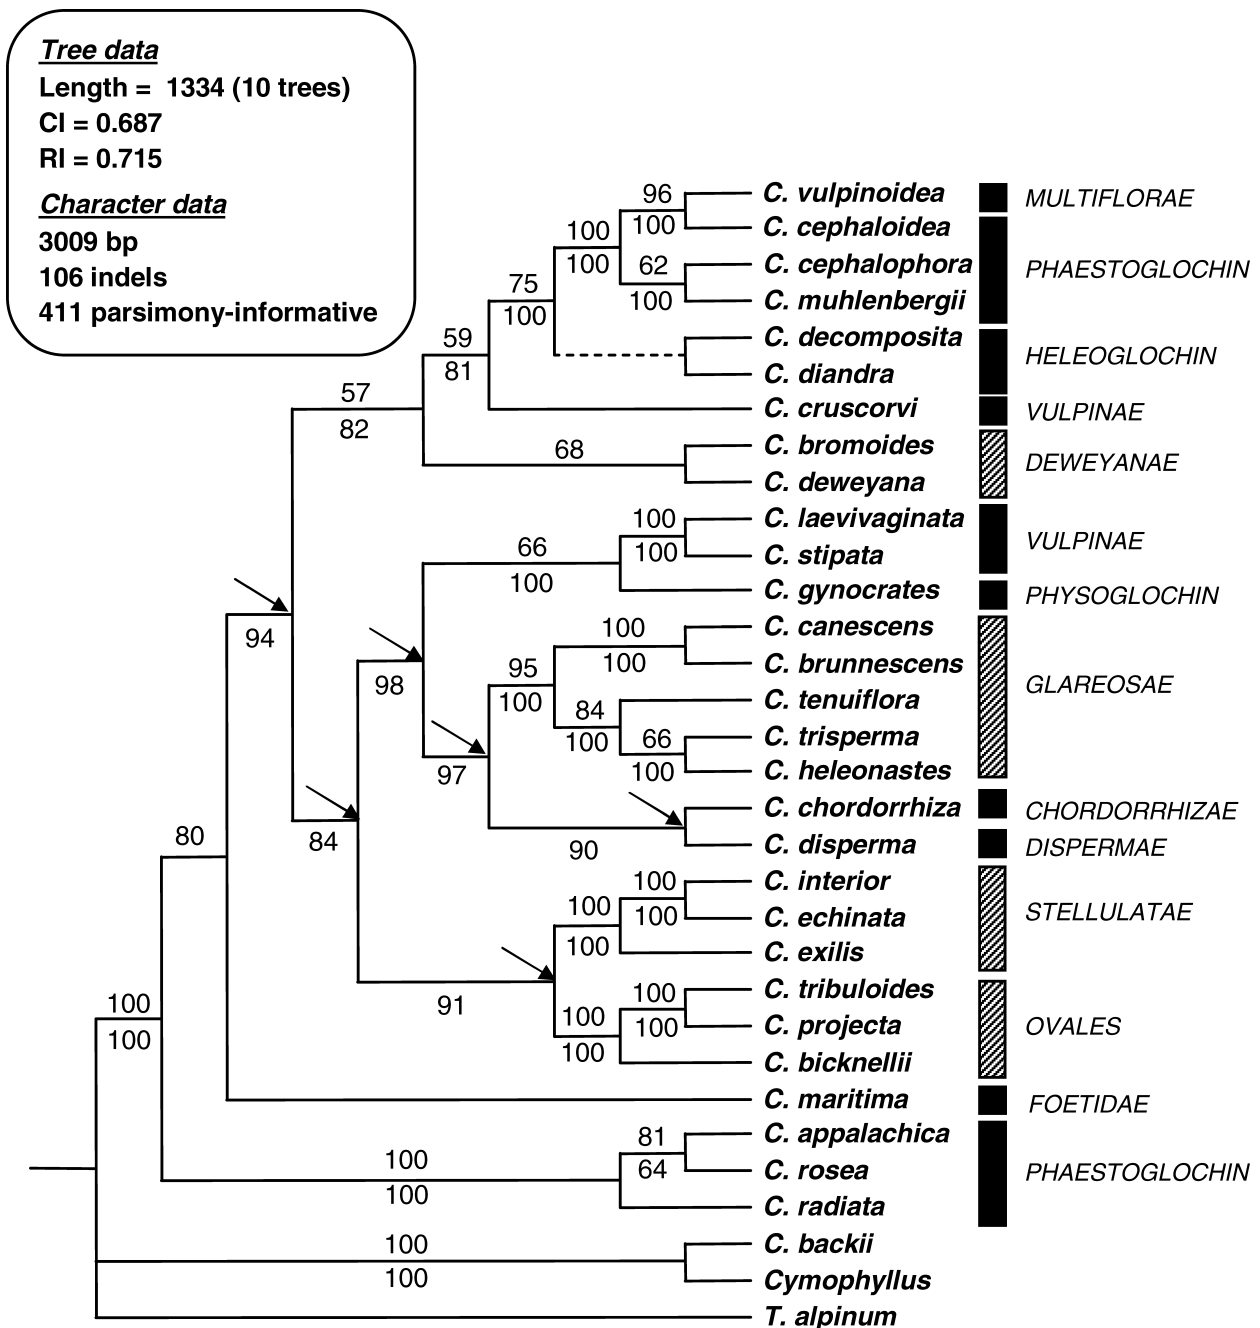 Tree data
Length = 1334 (10 trees)
CI = 0.687
RI = 0.715
Character data
3009 bp
106 indels
411 parsimony-informative
96
C. vulpinoidea
MULTIFLORAE
100
100
C. cephaloidea
100
62
C. cephalophora
PHAESTOGLOCHIN
75
100
C. muhlenbergii
100
59
C. decomposita
HELEOGLOCHIN
81
C. diandra
57
C. cruscorvi
VULPINAE
82
68
C. bromoides
DEWEYANAE
C. deweyana
100
C. laevivaginata
VULPINAE
66
100
C. stipata
100
C. gynocrates
PHYSOGLOCHIN
94
100
C. canescens
98
95
100
C. brunnescens
GLAREOSAE
100
84
C. tenuiflora
100
66
C. trisperma
97
100
C. heleonastes
C. chordorrhiza
CHORDORRHIZAE
80
84
90
C. disperma
DISPERMAE
100
C. interior
100
100
C. echinata
STELLULATAE
100
C. exilis
91
100
C. tribuloides
100
100
100
C. projecta
OVALES
100
100
C. bicknellii
C. maritima
FOETIDAE
81
C. appalachica
100
64
C. rosea
PHAESTOGLOCHIN
100
C. radiata
100
C. backii
100
Cymophyllus
T. alpinum